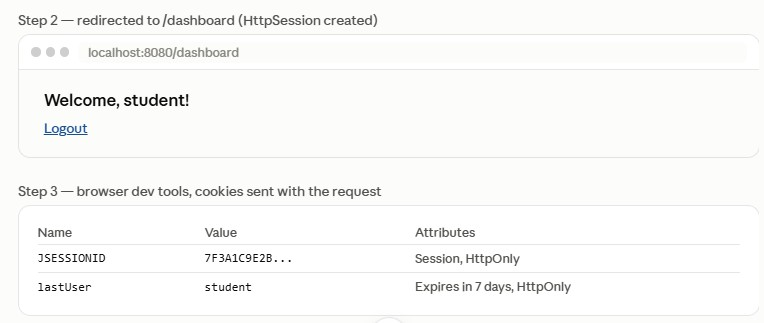 Step 2 — redirected to /dashboard (HttpSession created)
localhost:8080/dashboard
Welcome, student!
Logout
Step 3 — browser dev tools, cookies sent with the request
Name Value Attributes
JSESSIONID 7F3A1C9E2B... Session, HttpOnly
lastUser student Expires in 7 days, HttpOnly